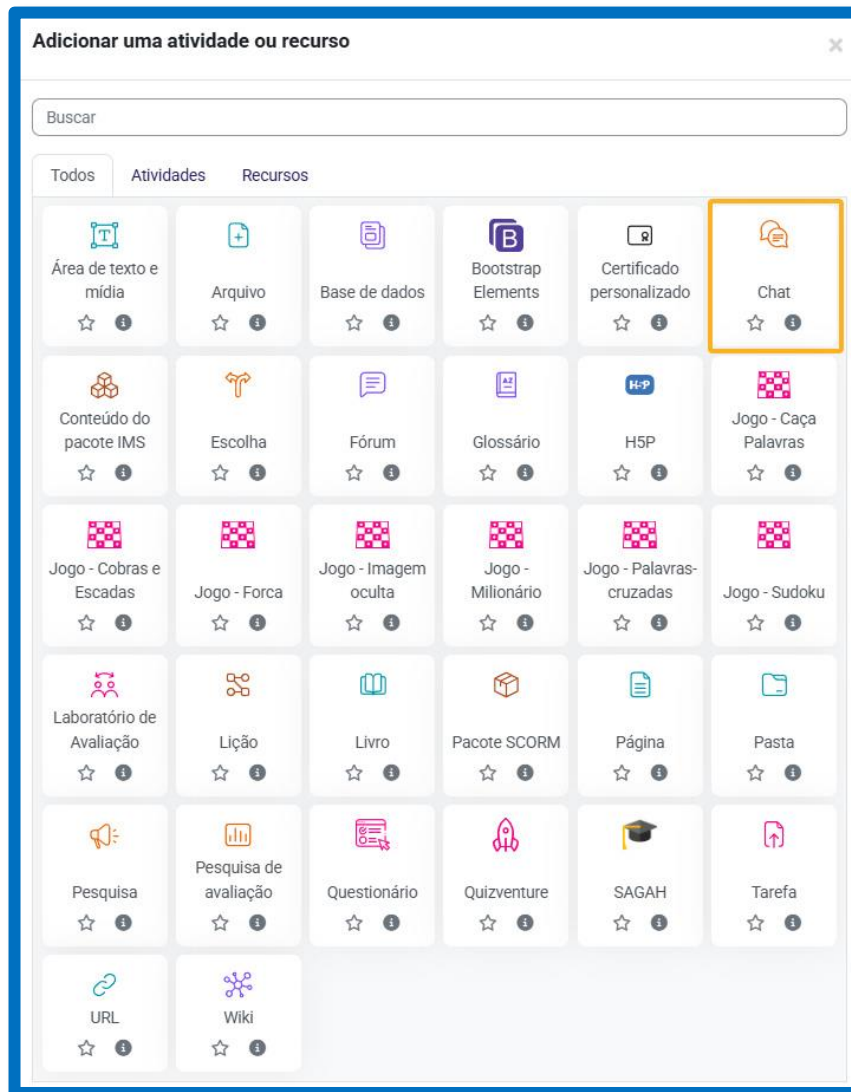 Adicionar uma atividade ou recurso
×
Buscar
Todos Atividades Recursos
Área de texto e
mídia
Arquivo
Base de dados
Bootstrap
Elements
Certificado
personalizado
Chat
Conteúdo do
pacote IMS
Escolha
Fórum
Glossário
H5P
H5P
Jogo - Caça
Palavras
Jogo - Cobras e
Escadas
Jogo - Forca
Jogo - Imagem
oculta
Jogo -
Milionário
Jogo - Palavras-
cruzadas
Jogo - Sudoku
Laboratório de
Avaliação
Lição
Livro
Pacote SCORM
Página
Pasta
Pesquisa
Pesquisa de
avaliação
Questionário
Quizventure
SAGAH
Tarefa
URL
Wiki